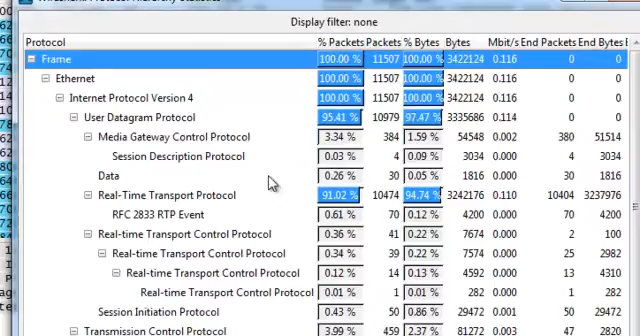 Wireshark: Protocol Hierarchy Statistics
Display filter: none
Protocol % Packets Packets % Bytes Bytes Mbit/s End Packets End Bytes
Frame 100.00 % 11507 100.00 % 3422124 0.116 0 0
Ethernet 100.00 % 11507 100.00 % 3422124 0.116 0 0
Internet Protocol Version 4 100.00 % 11507 100.00 % 3422124 0.116 0 0
User Datagram Protocol 95.41 % 10979 97.47 % 3335686 0.114 0 0
Media Gateway Control Protocol 3.34 % 384 1.59 % 54548 0.002 380 51514
Session Description Protocol 0.03 % 4 0.09 % 3034 0.000 4 3034
Data 0.26 % 30 0.05 % 1816 0.000 30 1816
Real-Time Transport Protocol 91.02 % 10474 94.74 % 3242176 0.110 10404 3237976
RFC 2833 RTP Event 0.61 % 70 0.12 % 4200 0.000 70 4200
Real-time Transport Control Protocol 0.36 % 41 0.22 % 7674 0.000 2 100
Real-time Transport Control Protocol 0.34 % 39 0.22 % 7574 0.000 25 2982
Real-time Transport Control Protocol 0.12 % 14 0.13 % 4592 0.000 13 4310
Real-time Transport Control Protocol 0.01 % 1 0.01 % 282 0.000 1 282
Session Initiation Protocol 0.43 % 50 0.86 % 29472 0.001 50 29472
Transmission Control Protocol 3.99 % 459 2.37 % 81272 0.003 47 2820